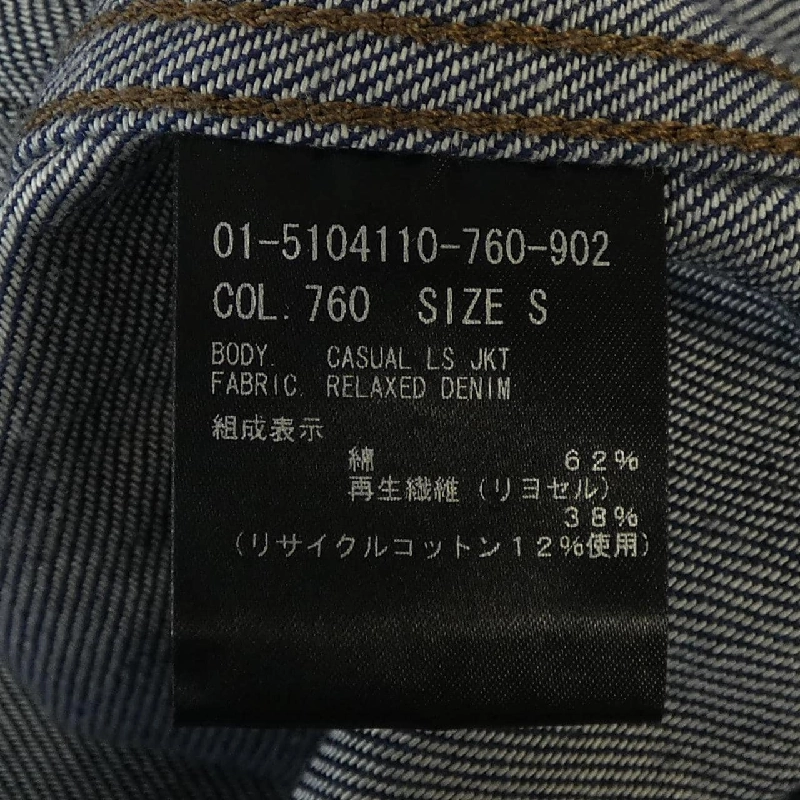 01-5104110-760-902
COL. 760 SIZE S
BODY. CASUAL LS JKT
FABRIC. RELAXED DENIM
組成表示
綿 62%
再生繊維(リヨセル)
38%
(リサイクルコットン12%使用)